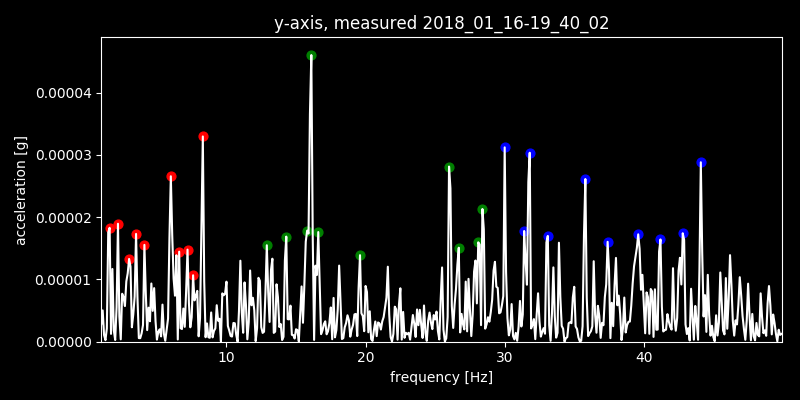 y-axis, measured 2018_01_16-19_40_02
acceleration [g]
0.00004
0.00003
0.00002
0.00001
0.00000
10 20 30 40
frequency [Hz]